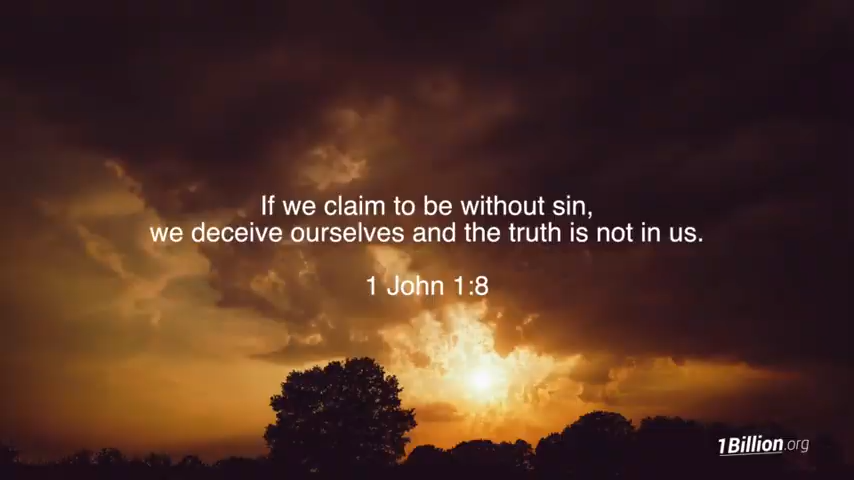 If we claim to be without sin,
we deceive ourselves and the truth is not in us.
1 John 1:8
1Billion.org